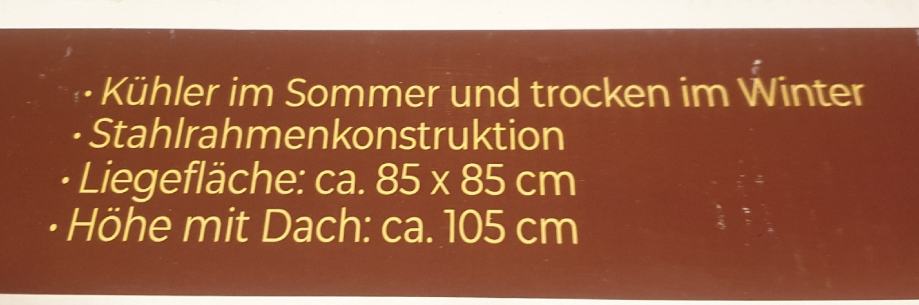 · Kühler im Sommer und trocken im Winter
· Stahlrahmenkonstruktion
· Liegefläche: ca. 85 x 85 cm
· Höhe mit Dach: ca. 105 cm